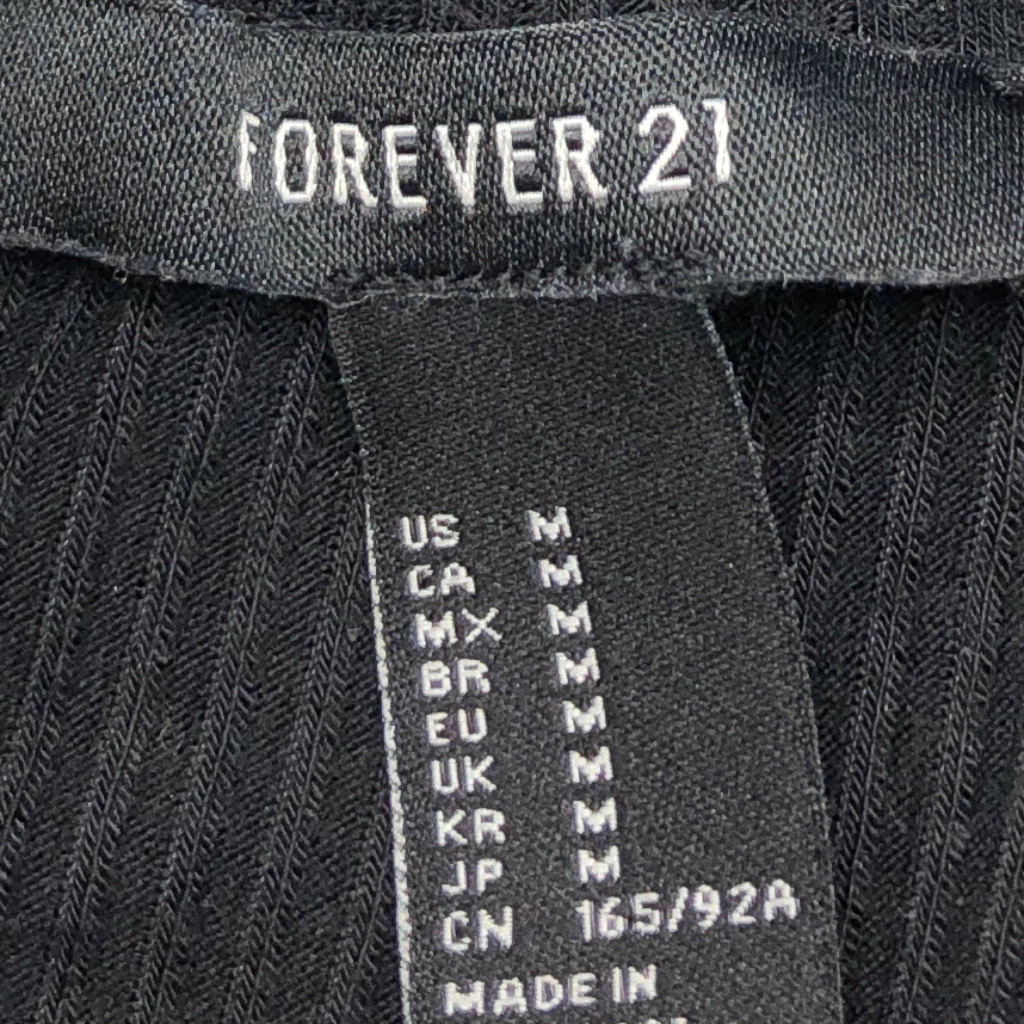 FOREVER 21
US M
CA M
MX M
BR M
EU M
UK M
KR M
JP M
CN 165/92A
MADE IN